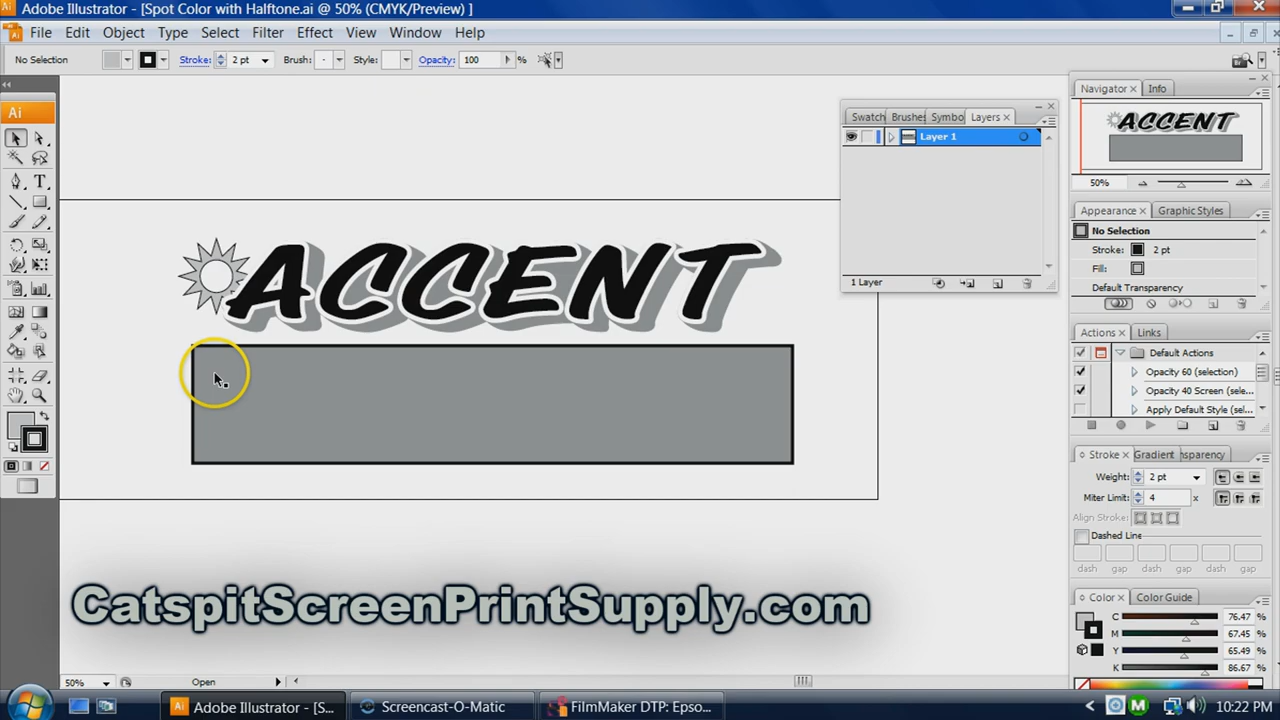 Adobe Illustrator - [Spot Color with Halftone.ai @ 50% (CMYK/Preview) ]
File Edit Object Type Select Filter Effect View Window Help
No Selection Stroke: 2 pt Brush: Style: Opacity: 100 %
Ai
Swatch Brushes Symbo Layers ×
Layer 1
1 Layer
Navigator × Info
ACCENT
50%
Appearance × Graphic Styles
No Selection
Stroke: 2 pt
Fill:
Default Transparency
Actions × Links
Default Actions
Opacity 60 (selection)
Opacity 40 Screen (sele...
Apply Default Style (sel...
Stroke × Gradient nsparency
Weight: 2 pt
Miter Limit: 4 x
Align Stroke:
Dashed Line
dash gap dash gap dash gap
Color × Color Guide
C 76.47 %
M 67.45 %
Y 65.49 %
K 86.67 %
ACCENT
CatspitScreenPrintSupply.com
50% Open
Adobe Illustrator - [S... Screencast-O-Matic FilmMaker DTP: Epso... 10:22 PM